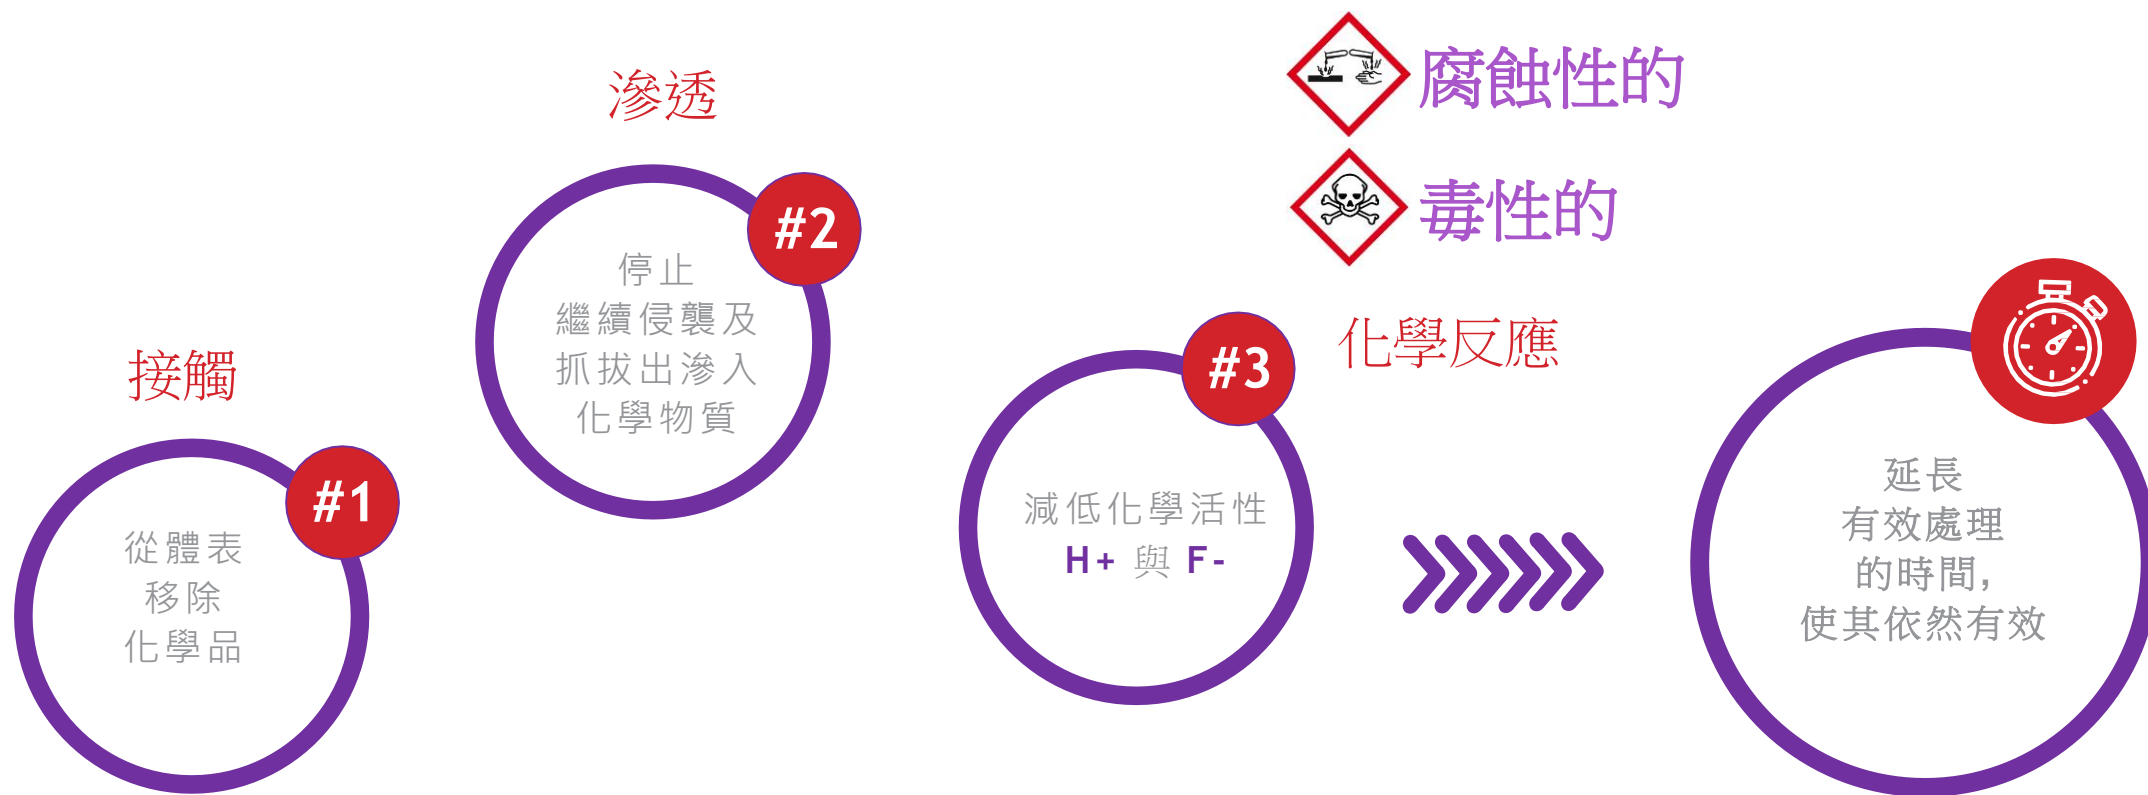 接觸
#1
從體表
移除
化學品
滲透
#2
停止
繼續侵襲及
抓拔出滲入
化學物質
腐蝕性的
毒性的
#3
化學反應
減低化學活性
H+ 與 F-
延長
有效處理
的時間,
使其依然有效